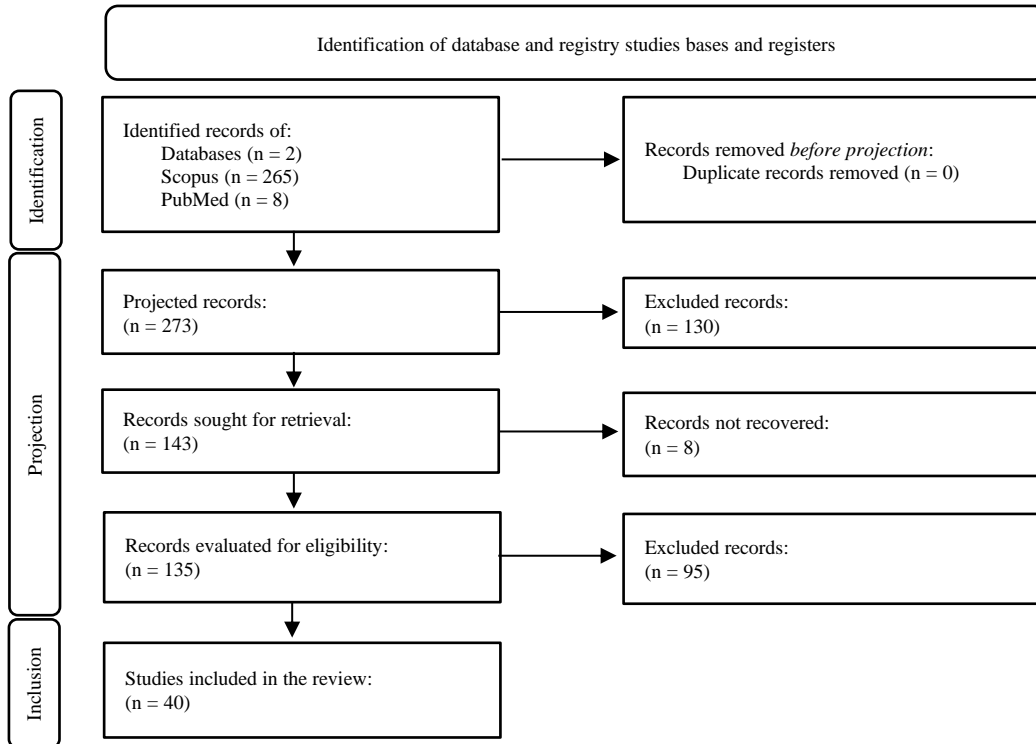 Identification of database and registry studies bases and registers
Identification
Identified records of:
Databases (n = 2)
Scopus (n = 265)
PubMed (n = 8)
Records removed before projection:
Duplicate records removed (n = 0)
Projection
Projected records:
(n = 273)
Excluded records:
(n = 130)
Records sought for retrieval:
(n = 143)
Records not recovered:
(n = 8)
Records evaluated for eligibility:
(n = 135)
Excluded records:
(n = 95)
Inclusion
Studies included in the review:
(n = 40)